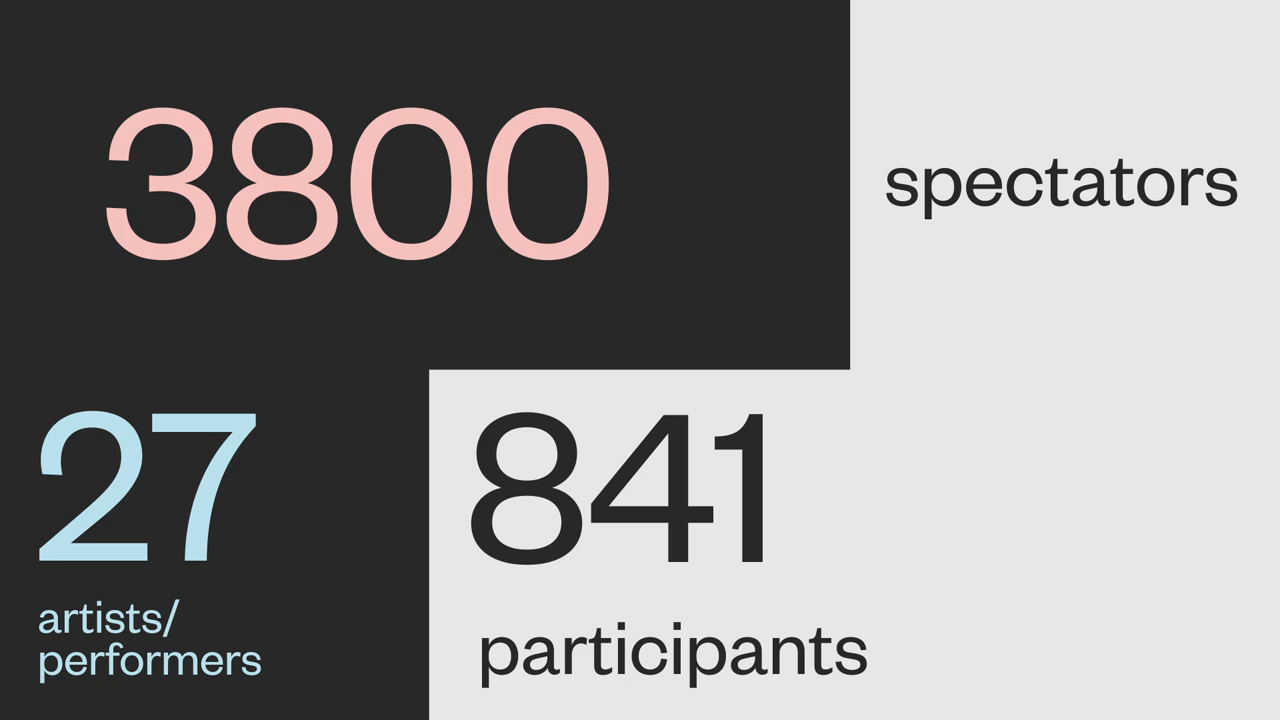 3800
spectators
27
artists/
performers
841
participants